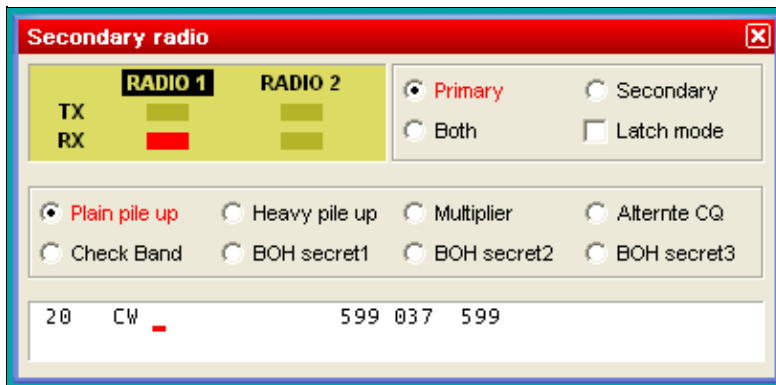 Secondary radio
RADIO 1 RADIO 2
TX
RX
Primary Secondary
Both Latch mode
Plain pile up Heavy pile up Multiplier Alternte CQ
Check Band BOH secret1 BOH secret2 BOH secret3
20 CW _ 599 037 599